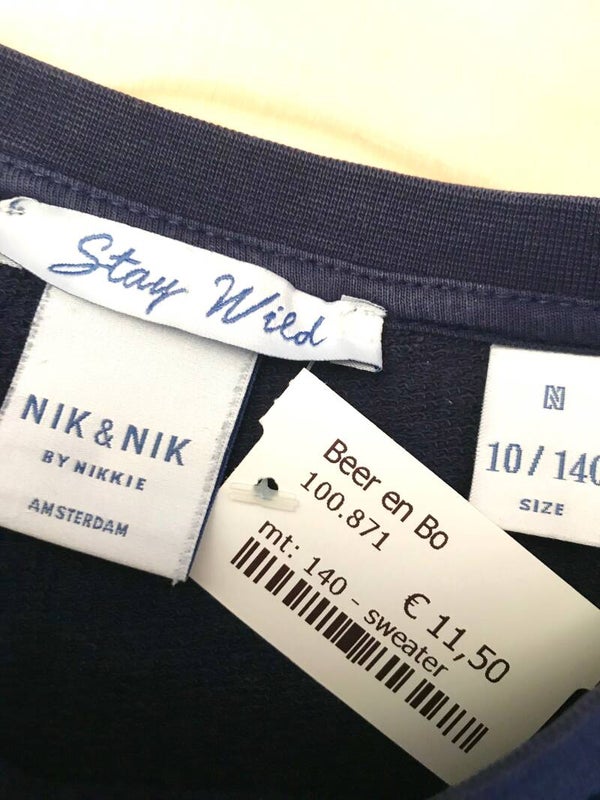 Stay Wild
NIK & NIK
BY NIKKIE
AMSTERDAM
Beer en Bo
100.871
€ 11,50
mt: 140 - sweater
N
10/140
SIZE